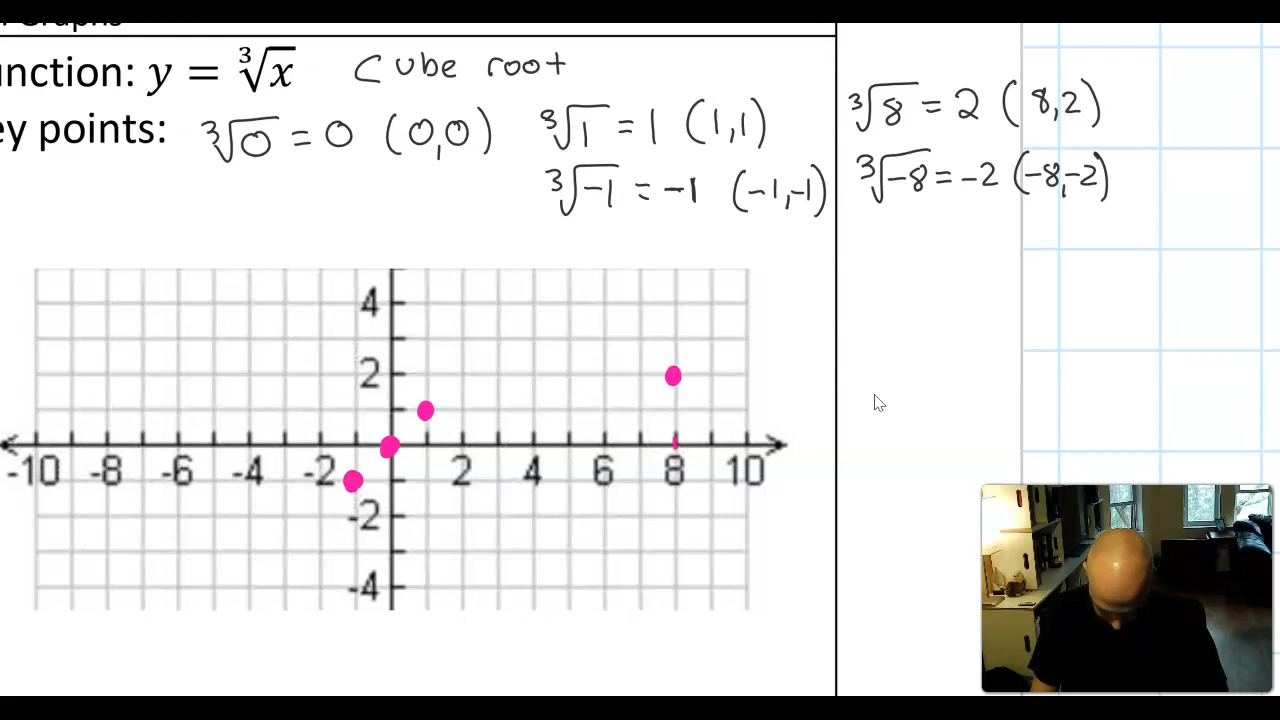 unction: y = ∛x Cube root
ey points: ∛0 = 0 (0,0) ∛1 = 1 (1,1)
∛-1 = -1 (-1,-1)
∛8 = 2 (8,2)
∛-8 = -2 (-8,-2)
4
2
-10 -8 -6 -4 -2 2 4 6 8 10
-2
-4